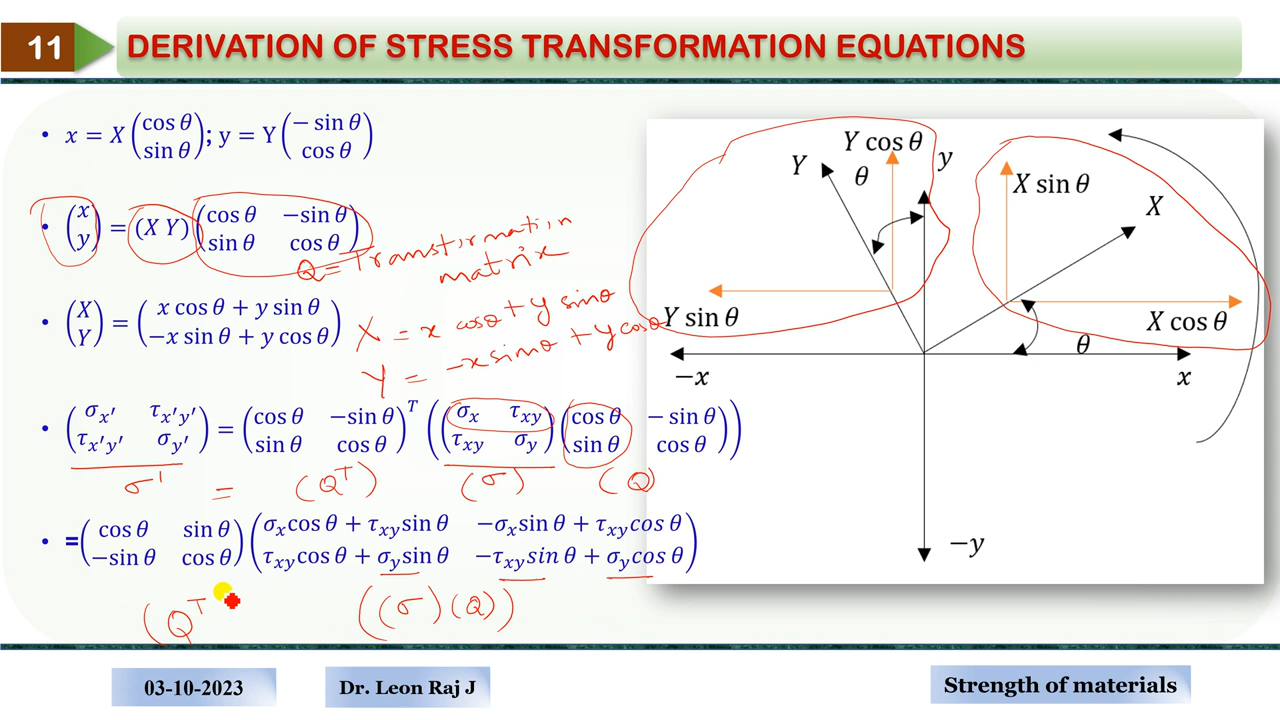 11
DERIVATION OF STRESS TRANSFORMATION EQUATIONS
• x = X (cos θ
sin θ) ; y = Y (− sin θ
cos θ)
• (x
y) = (X Y) (cos θ −sin θ
sin θ cos θ)
Q = Transformation
matrix
• (X
Y) = (x cos θ + y sin θ
−x sin θ + y cos θ)
X = x cosθ + y sinθ
Y = -x sinθ + y cosθ
• (σx′ τx′y′
τx′y′ σy′) = (cos θ −sin θ
sin θ cos θ)^T ((σx τxy
τxy σy) (cos θ − sin θ
sin θ cos θ))
σ' = (Q^T) (σ) (Q)
• =(cos θ sin θ
−sin θ cos θ) (σx cos θ + τxy sin θ −σx sin θ + τxy cos θ
τxy cos θ + σy sin θ −τxy sin θ + σy cos θ)
(Q^T ((σ) (Q))
Y
Y cos θ
θ
y
X sin θ
X
Y sin θ
X cos θ
θ
−x
x
−y
03-10-2023
Dr. Leon Raj J
Strength of materials